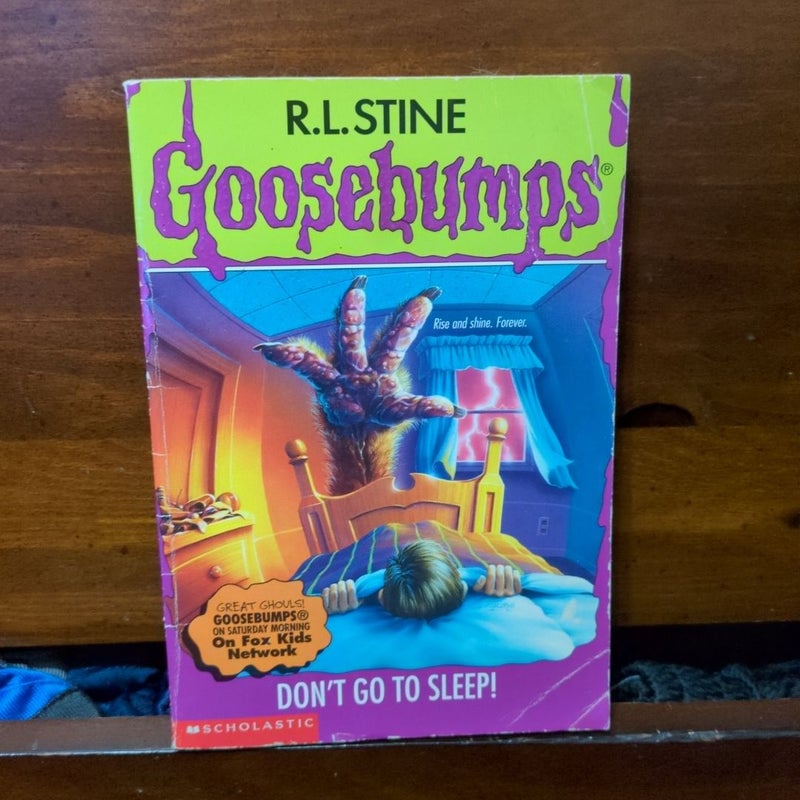 R.L. STINE
Goosebumps®
Rise and shine. Forever.
GREAT GHOULS!
GOOSEBUMPS®
ON SATURDAY MORNING
On Fox Kids
Network
DON'T GO TO SLEEP!
SCHOLASTIC